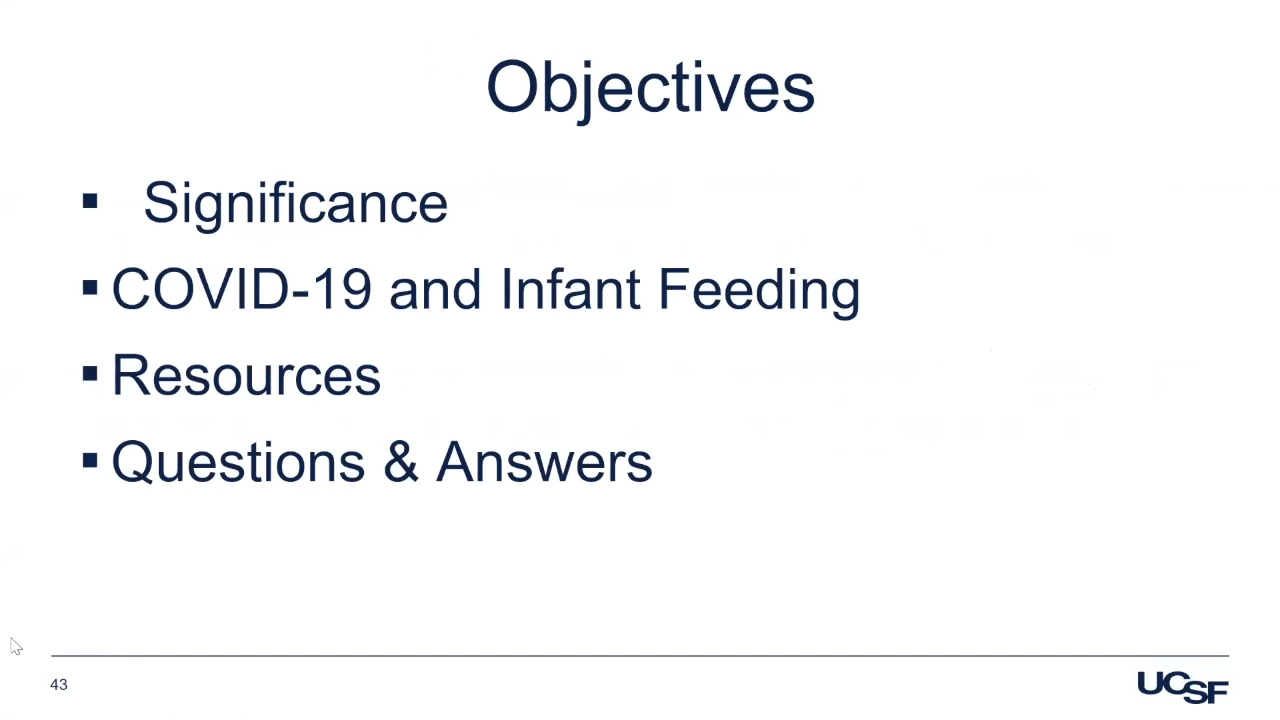 Objectives
▪ Significance
▪ COVID-19 and Infant Feeding
▪ Resources
▪ Questions & Answers
43
UCSF